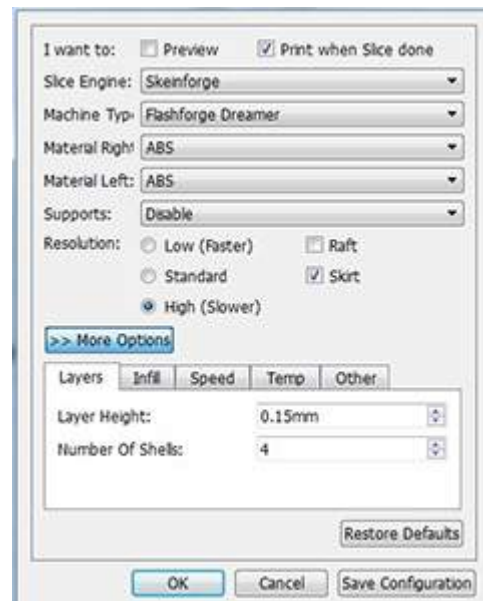 I want to: Preview Print when Slice done
Slice Engine: Skeinforge
Machine Typ Flashforge Dreamer
Material Right ABS
Material Left: ABS
Supports: Disable
Resolution: Low (Faster) Raft
Standard Skirt
High (Slower)
>> More Options
Layers Infill Speed Temp Other
Layer Height: 0.15mm
Number Of Shells: 4
Restore Defaults
OK Cancel Save Configuration